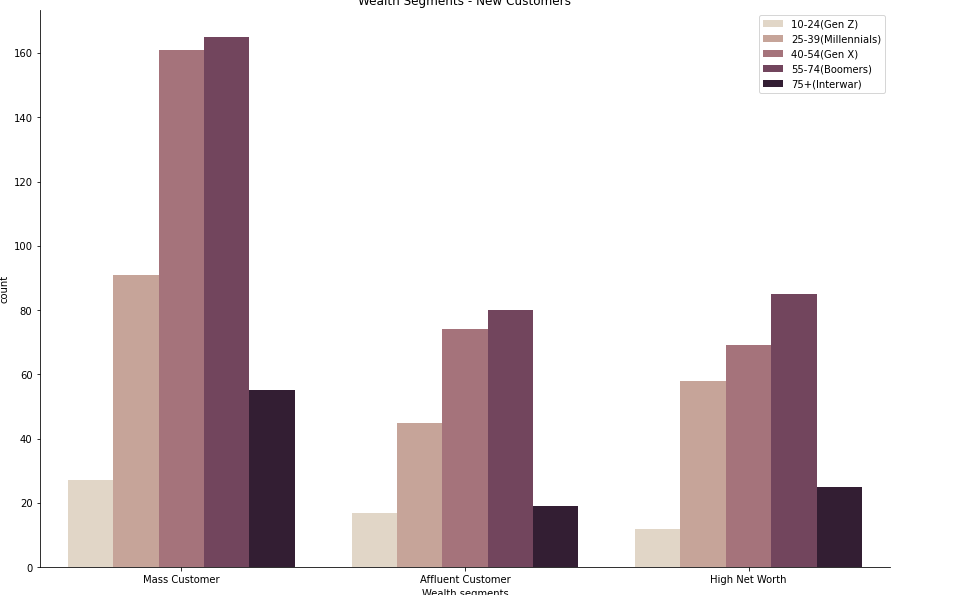 Wealth Segments - New Customers
10-24(Gen Z)
25-39(Millennials)
40-54(Gen X)
55-74(Boomers)
75+(Interwar)
160
140
120
100
80
60
40
20
0
count
Mass Customer
Affluent Customer
High Net Worth
Wealth segments